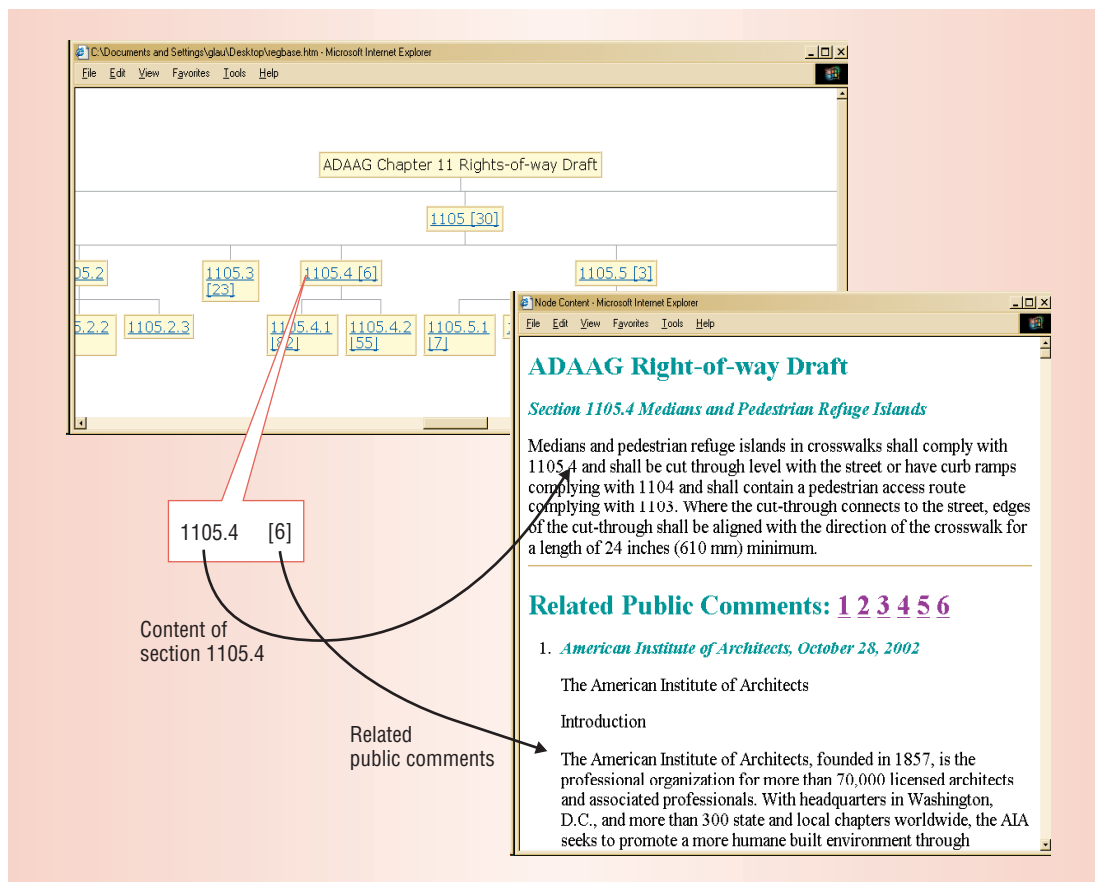 C:\Documents and Settings\glau\Desktop\regbase.htm - Microsoft Internet Explorer
File Edit View Favorites Tools Help
ADAAG Chapter 11 Rights-of-way Draft
1105 [30]
05.2
1105.3
[23]
1105.4 [6]
1105.5 [3]
5.2.2
1105.2.3
1105.4.1
[82]
1105.4.2
[55]
1105.5.1
[7]
1105.4 [6]
Content of
section 1105.4
Related
public comments
Node Content - Microsoft Internet Explorer
File Edit View Favorites Tools Help
ADAAG Right-of-way Draft
Section 1105.4 Medians and Pedestrian Refuge Islands
Medians and pedestrian refuge islands in crosswalks shall comply with
1105.4 and shall be cut through level with the street or have curb ramps
complying with 1104 and shall contain a pedestrian access route
complying with 1103. Where the cut-through connects to the street, edges
of the cut-through shall be aligned with the direction of the crosswalk for
a length of 24 inches (610 mm) minimum.
Related Public Comments: 1 2 3 4 5 6
1. American Institute of Architects, October 28, 2002
The American Institute of Architects
Introduction
The American Institute of Architects, founded in 1857, is the
professional organization for more than 70,000 licensed architects
and associated professionals. With headquarters in Washington,
D.C., and more than 300 state and local chapters worldwide, the AIA
seeks to promote a more humane built environment through